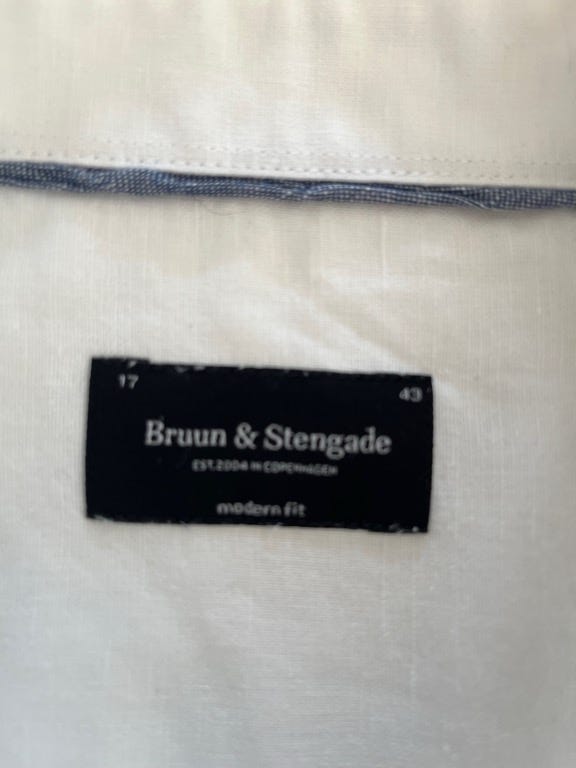 17 43
Bruun & Stengade
EST. 2004 IN COPENHAGEN
modern fit